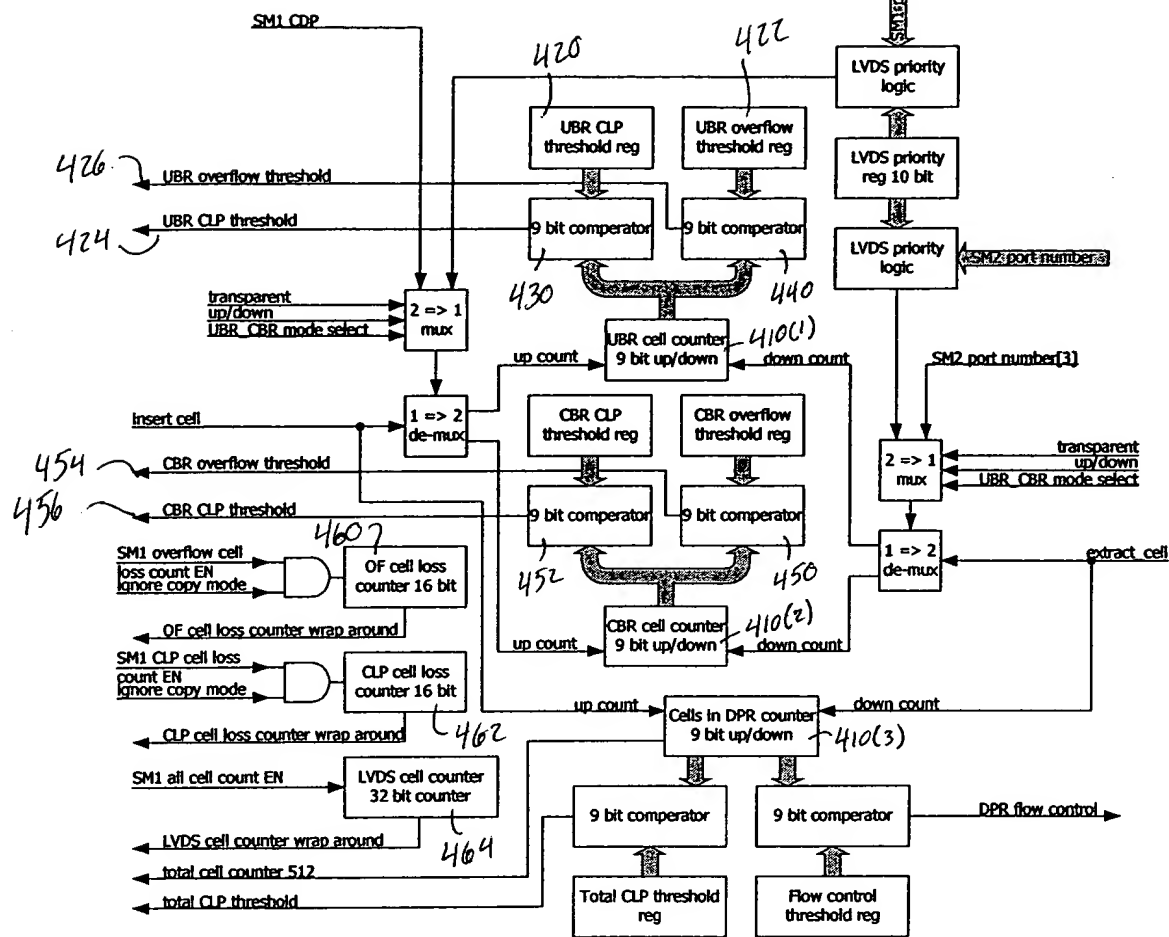 SM1 CDP
420
422
LVDS priority
logic
UBR CLP
threshold reg
UBR overflow
threshold reg
LVDS priority
reg 10 bit
426
UBR overflow threshold
424
UBR CLP threshold
9 bit comperator
9 bit comperator
LVDS priority
logic
SM2 port number
430
440
transparent
up/down
UBR_CBR mode select
2 => 1
mux
UBR cell counter
9 bit up/down
410(1)
up count
down count
SM2 port number[3]
insert cell
1 => 2
de-mux
CBR CLP
threshold reg
CBR overflow
threshold reg
454
CBR overflow threshold
2 => 1
mux
transparent
up/down
UBR_CBR mode select
456
CBR CLP threshold
9 bit comperator
9 bit comperator
460
SM1 overflow cell
loss count EN
Ignore copy mode
OF cell loss
counter 16 bit
452
450
1 => 2
de-mux
extract_cell
OF cell loss counter wrap around
CBR cell counter
9 bit up/down
410(2)
up count
down count
SM1 CLP cell loss
count EN
Ignore copy mode
CLP cell loss
counter 16 bit
462
up count
Cells in DPR counter
9 bit up/down
down count
410(3)
CLP cell loss counter wrap around
SM1 all cell count EN
LVDS cell counter
32 bit counter
464
9 bit comperator
9 bit comperator
DPR flow control
LVDS cell counter wrap around
total cell counter 512
total CLP threshold
Total CLP threshold
reg
Flow control
threshold reg